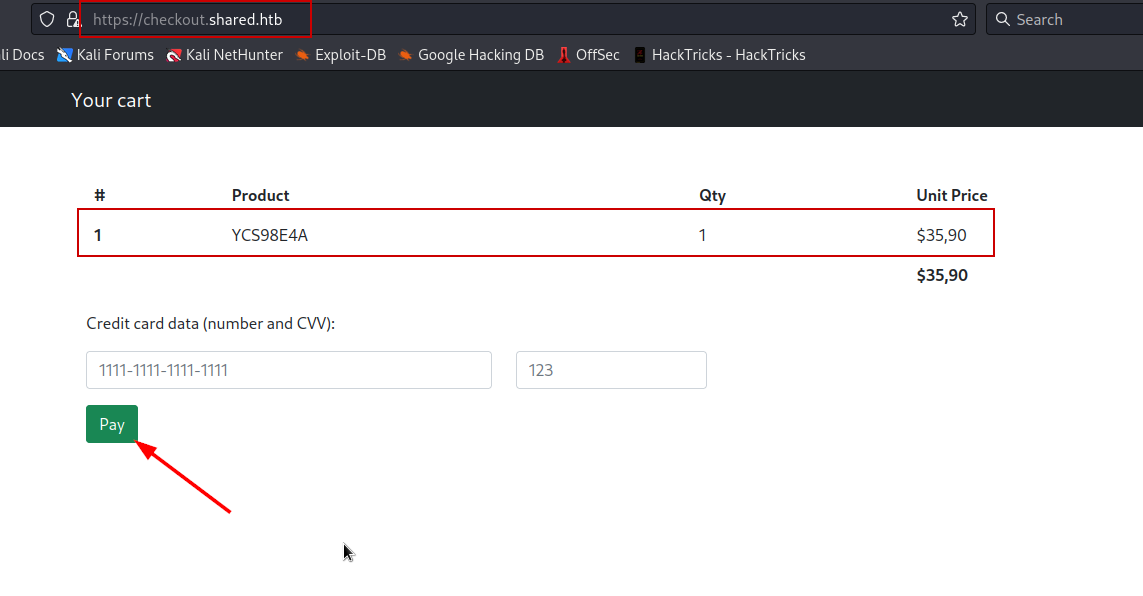 https://checkout.shared.htb Search
li Docs Kali Forums Kali NetHunter Exploit-DB Google Hacking DB OffSec HackTricks - HackTricks
Your cart
# Product Qty Unit Price
1 YCS98E4A 1 $35,90
$35,90
Credit card data (number and CVV):
1111-1111-1111-1111 123
Pay